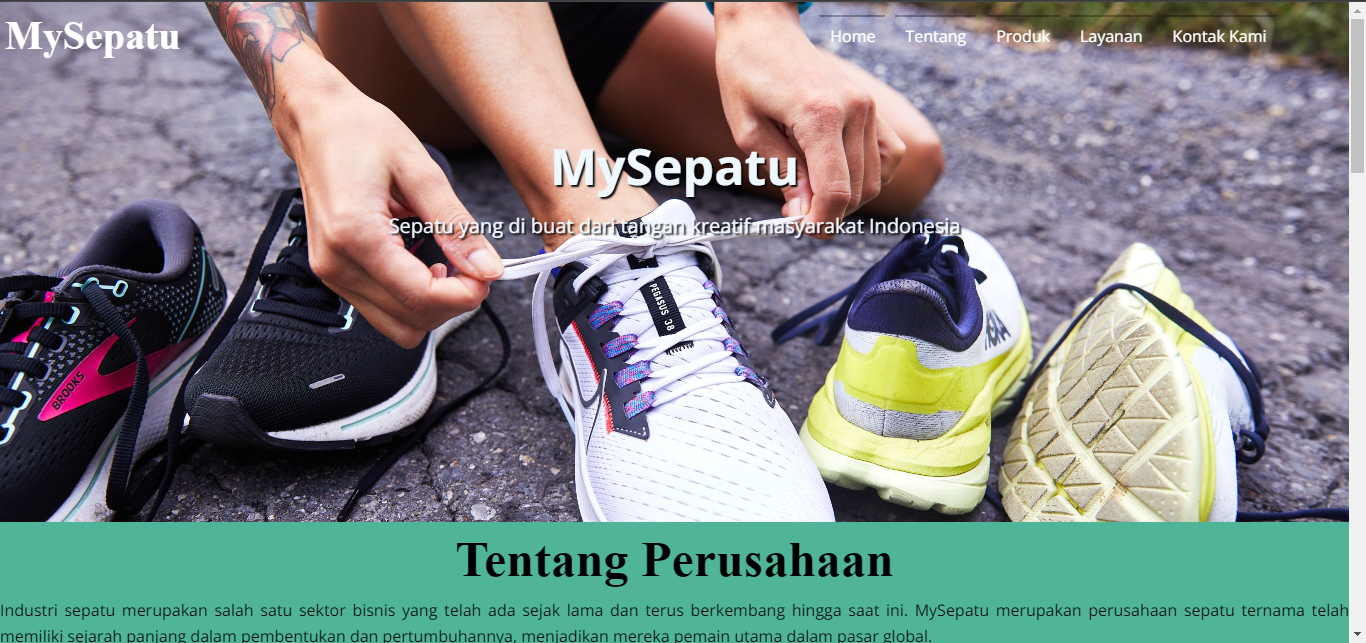 MySepatu
Home Tentang Produk Layanan Kontak Kami
MySepatu
Sepatu yang di buat dari tangan kreatif masyarakat Indonesia
PEGASUS 38
BROOKS
Tentang Perusahaan
Industri sepatu merupakan salah satu sektor bisnis yang telah ada sejak lama dan terus berkembang hingga saat ini. MySepatu merupakan perusahaan sepatu ternama telah
memiliki sejarah panjang dalam pembentukan dan pertumbuhannya, menjadikan mereka pemain utama dalam pasar global.